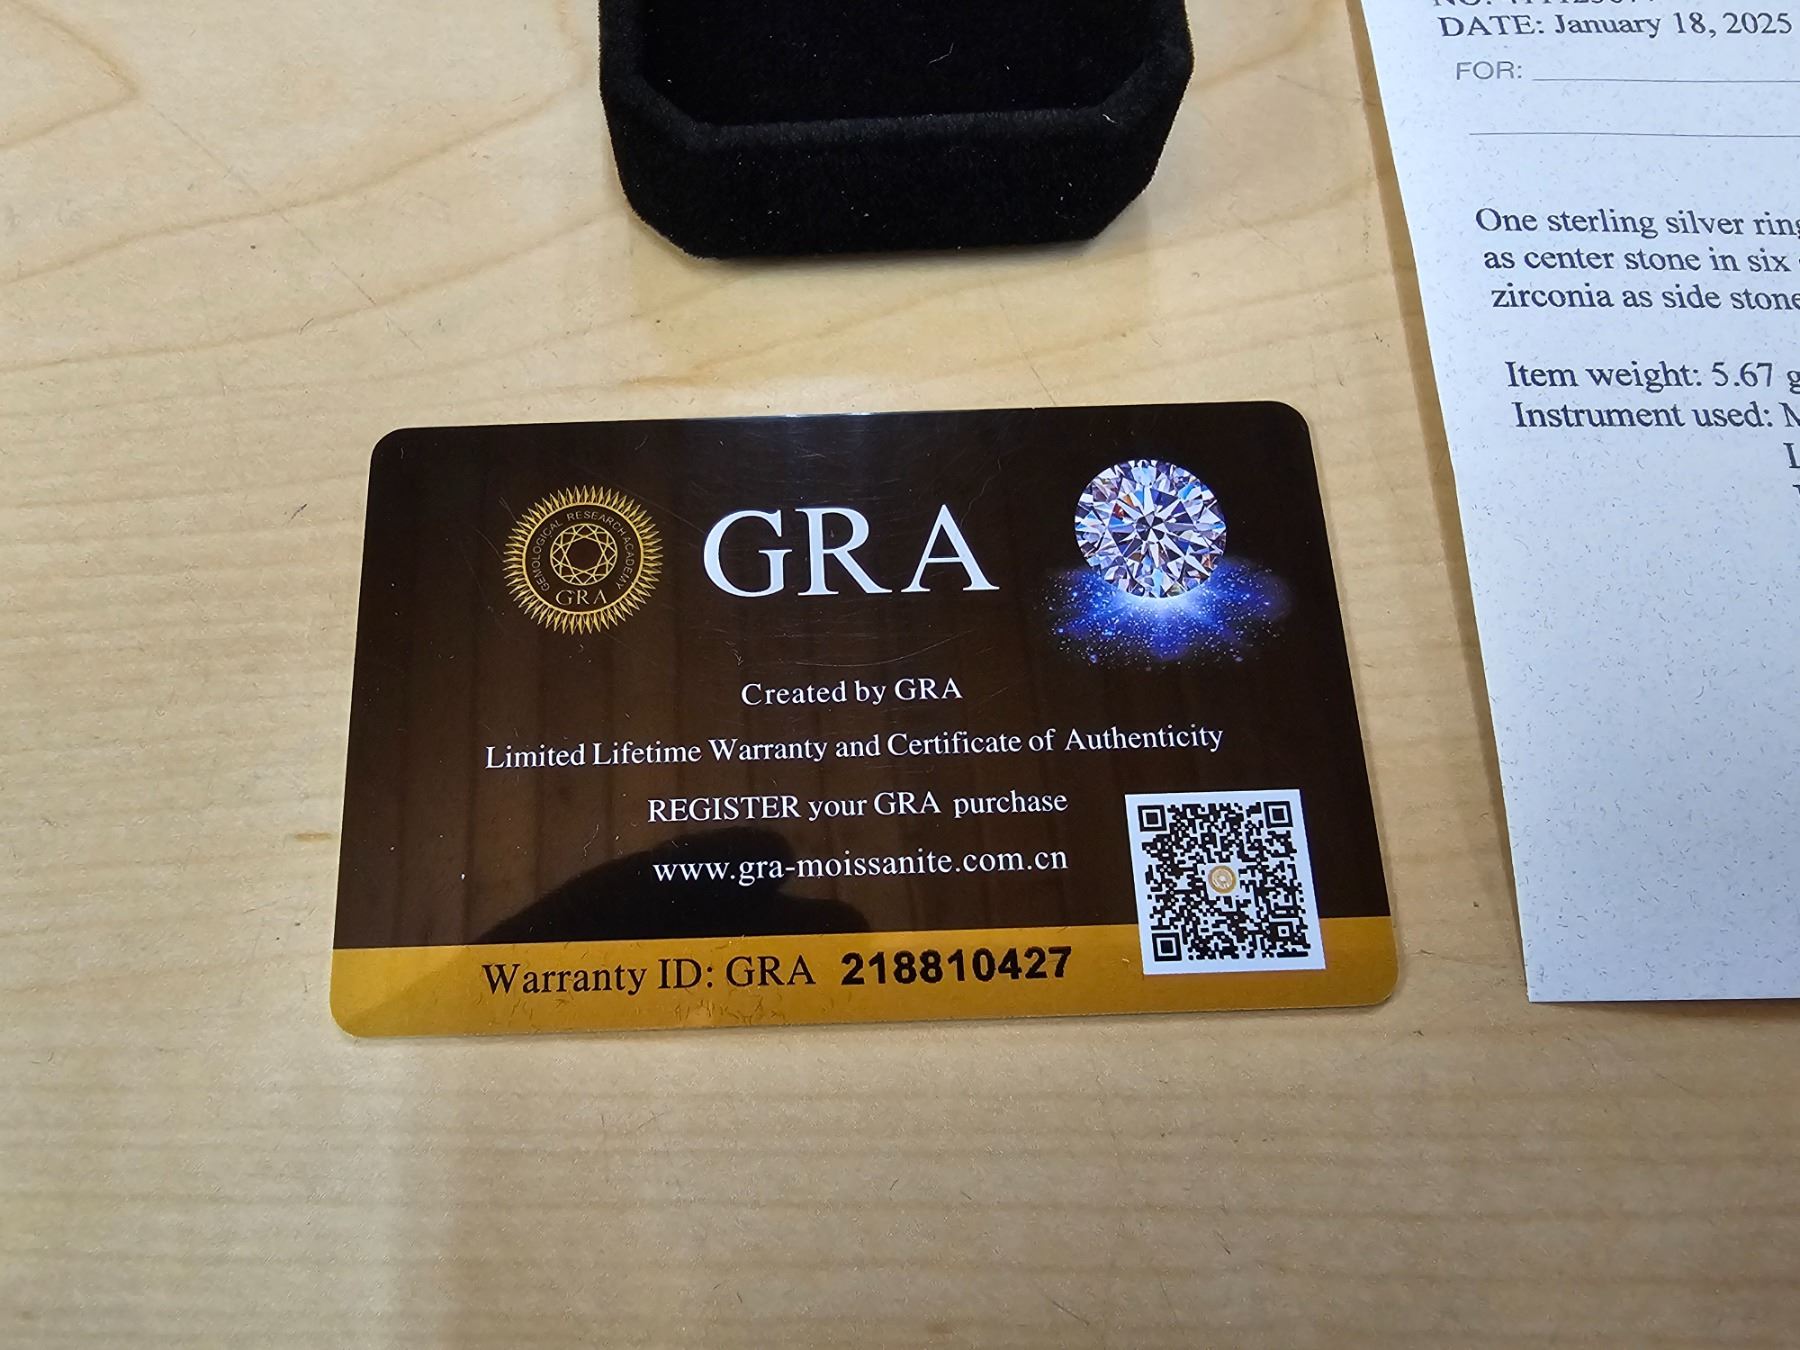 DATE: January 18, 2025
FOR:
One sterling silver ring
as center stone in six
zirconia as side stone
Item weight: 5.67 g
Instrument used:
GEMOLOGICAL RESEARCH ACADEMY
GRA
GRA
Created by GRA
Limited Lifetime Warranty and Certificate of Authenticity
REGISTER your GRA purchase
www.gra-moissanite.com.cn
Warranty ID: GRA 218810427